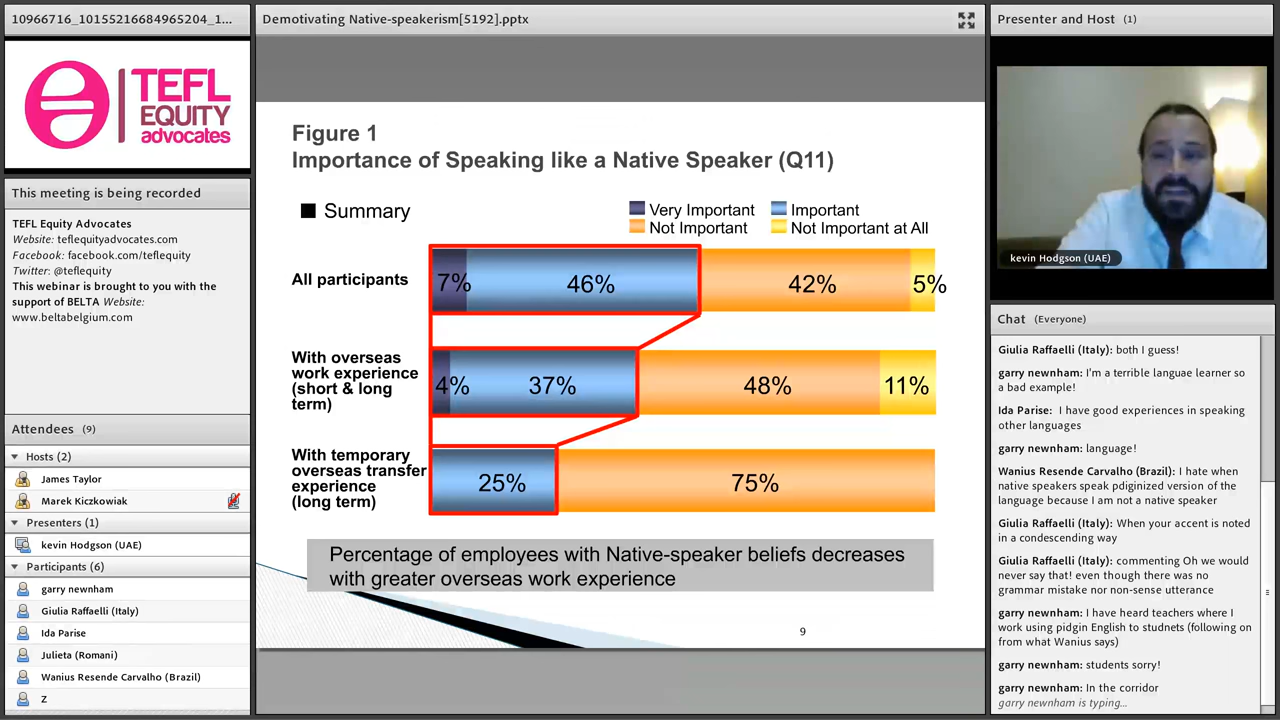 10966716_10155216684965204_1...
TEFL
EQUITY
advocates
This meeting is being recorded
TEFL Equity Advocates
Website: teflequityadvocates.com
Facebook: facebook.com/teflequity
Twitter: @teflequity
This webinar is brought to you with the
support of BELTA Website:
www.beltabelgium.com
Attendees (9)
Hosts (2)
James Taylor
Marek Kiczkowiak
Presenters (1)
kevin Hodgson (UAE)
Participants (6)
garry newnham
Giulia Raffaelli (Italy)
Ida Parise
Julieta (Romani)
Wanius Resende Carvalho (Brazil)
Z
Demotivating Native-speakerism[5192].pptx
Figure 1
Importance of Speaking like a Native Speaker (Q11)
Summary
Very Important
Important
Not Important
Not Important at All
All participants
7%
46%
42%
5%
With overseas
work experience
(short & long
term)
4%
37%
48%
11%
With temporary
overseas transfer
experience
(long term)
25%
75%
Percentage of employees with Native-speaker beliefs decreases
with greater overseas work experience
9
Presenter and Host (1)
kevin Hodgson (UAE)
Chat (Everyone)
Giulia Raffaelli (Italy): both I guess!
garry newnham: I'm a terrible languae learner so
a bad example!
Ida Parise: I have good experiences in speaking
other languages
garry newnham: language!
Wanius Resende Carvalho (Brazil): I hate when
native speakers speak pdiginized version of the
language because I am not a native speaker
Giulia Raffaelli (Italy): When your accent is noted
in a condescending way
Giulia Raffaelli (Italy): commenting Oh we would
never say that! even though there was no
grammar mistake nor non-sense utterance
garry newnham: I have heard teachers where I
work using pidgin English to studnets (following on
from what Wanius says)
garry newnham: students sorry!
garry newnham: In the corridor
garry newnham is typing...